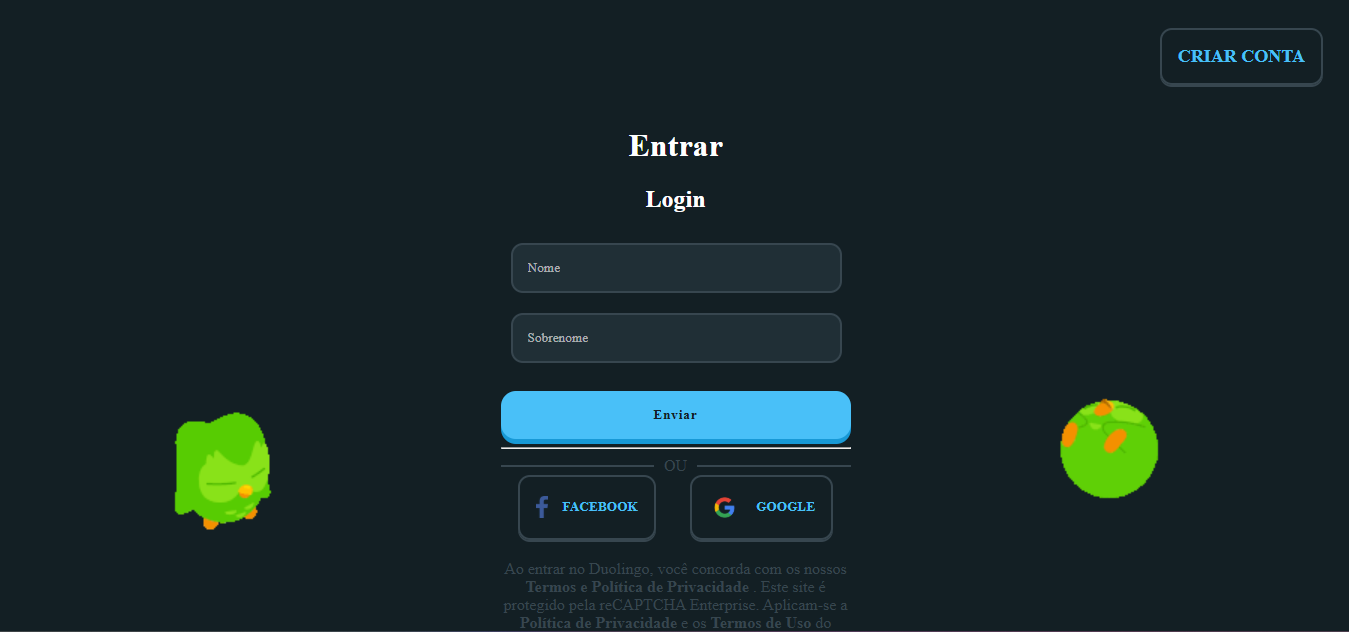 CRIAR CONTA
Entrar
Login
Nome
Sobrenome
Enviar
OU
FACEBOOK
GOOGLE
Ao entrar no Duolingo, você concorda com os nossos
Termos e Política de Privacidade . Este site é
protegido pela reCAPTCHA Enterprise. Aplicam-se a
Política de Privacidade e os Termos de Uso do